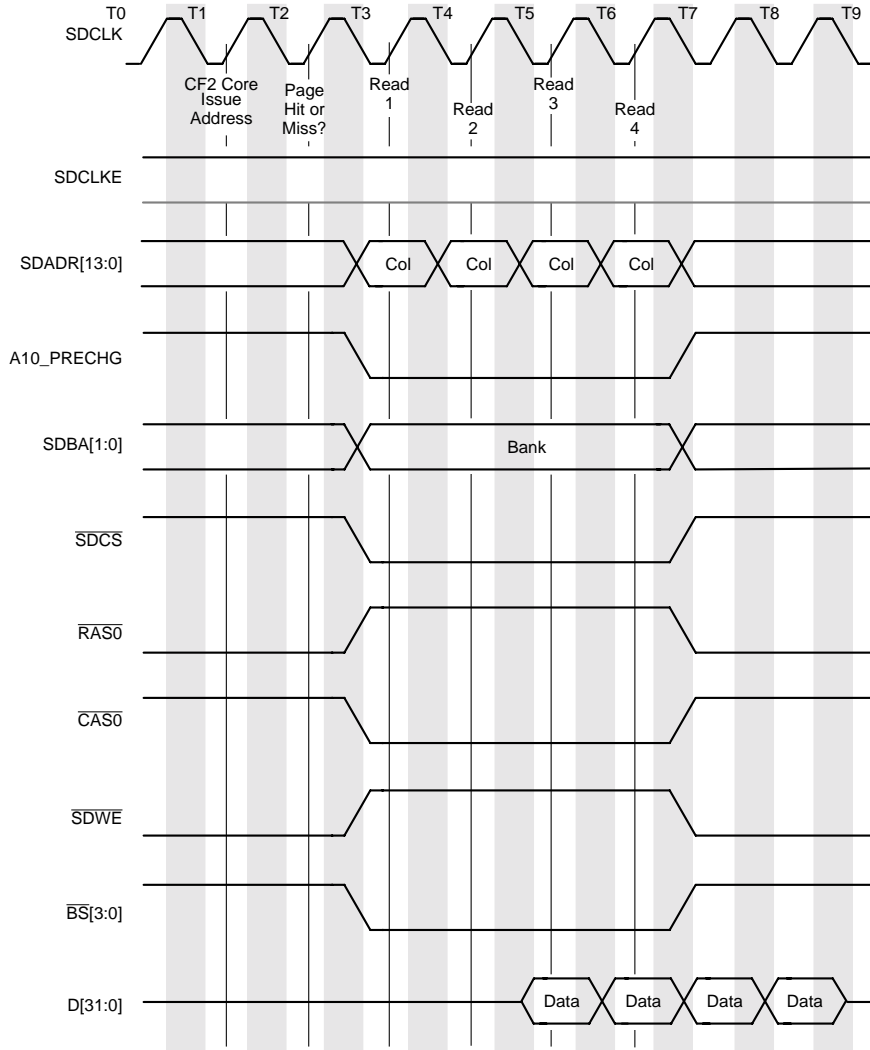 T0 T1 T2 T3 T4 T5 T6 T7 T8 T9
SDCLK
CF2 Core
Issue
Address
Page
Hit or
Miss?
Read
1
Read
2
Read
3
Read
4
SDCLKE
SDADR[13:0]
Col Col Col Col
A10_PRECHG
SDBA[1:0]
Bank
SDCS
RAS0
CAS0
SDWE
BS[3:0]
D[31:0]
Data Data Data Data